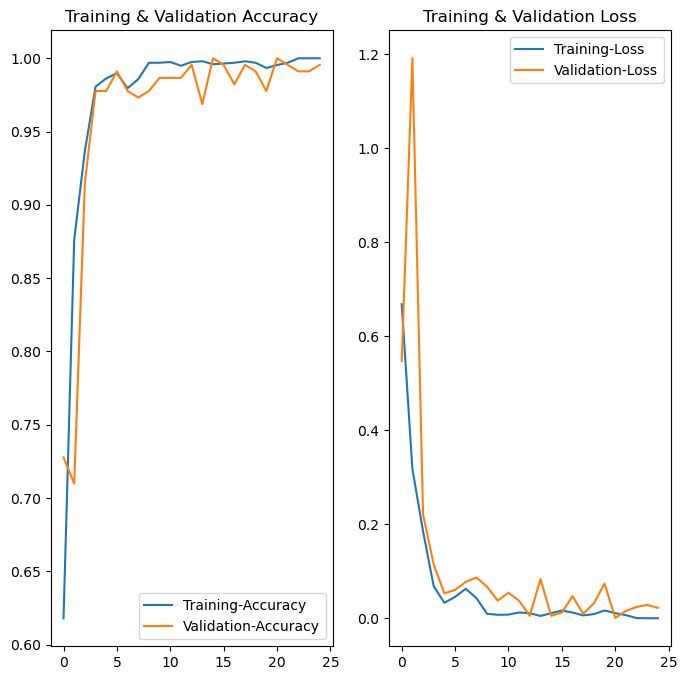 Training & Validation Accuracy
1.00
0.95
0.90
0.85
0.80
0.75
0.70
0.65
0.60
0 5 10 15 20 25
Training-Accuracy
Validation-Accuracy
Training & Validation Loss
1.2
1.0
0.8
0.6
0.4
0.2
0.0
0 5 10 15 20 25
Training-Loss
Validation-Loss